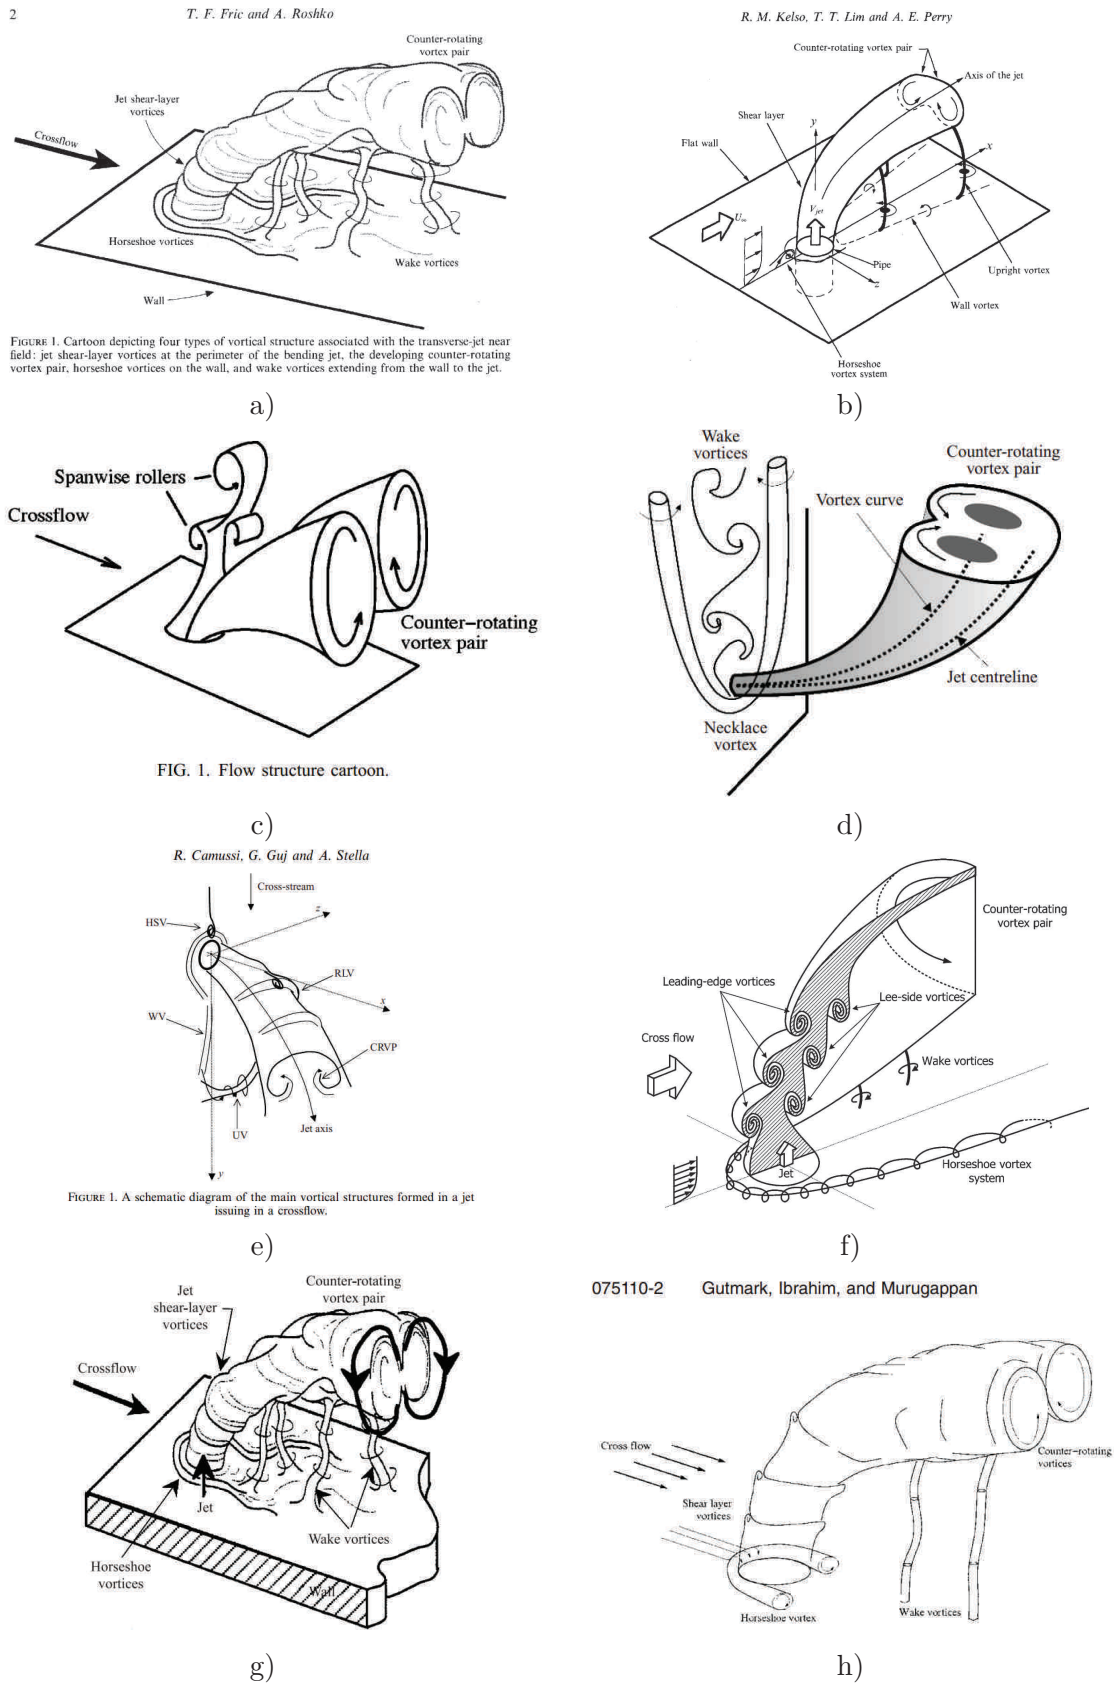 2
T. F. Fric and A. Roshko
Counter-rotating
vortex pair
Jet shear-layer
vortices
Crossflow
Horseshoe vortices
Wake vortices
Wall
FIGURE 1. Cartoon depicting four types of vortical structure associated with the transverse-jet near
field: jet shear-layer vortices at the perimeter of the bending jet, the developing counter-rotating
vortex pair, horseshoe vortices on the wall, and wake vortices extending from the wall to the jet.
a)
R. M. Kelso, T. T. Lim and A. E. Perry
Counter-rotating vortex pair
Axis of the jet
Shear layer
y
Flat wall
x
V_jet
U∞
Pipe
z
Upright vortex
Wall vortex
Horseshoe
vortex system
b)
Spanwise rollers
Crossflow
Counter-rotating
vortex pair
FIG. 1. Flow structure cartoon.
c)
Wake
vortices
Counter-rotating
vortex pair
Vortex curve
Jet centreline
Necklace
vortex
d)
R. Camussi, G. Guj and A. Stella
Cross-stream
HSV
z
RLV
x
WV
CRVP
UV
Jet axis
y
FIGURE 1. A schematic diagram of the main vortical structures formed in a jet
issuing in a crossflow.
e)
Counter-rotating
vortex pair
Leading-edge vortices
Lee-side vortices
Cross flow
Wake vortices
Jet
Horseshoe vortex
system
f)
Jet
shear-layer
vortices
Counter-rotating
vortex pair
Crossflow
Jet
Wake vortices
Horseshoe
vortices
Wall
g)
075110-2 Gutmark, Ibrahim, and Murugappan
Cross flow
Counter-rotating
vortices
Shear layer
vortices
Horseshoe vortex
Wake vortices
h)